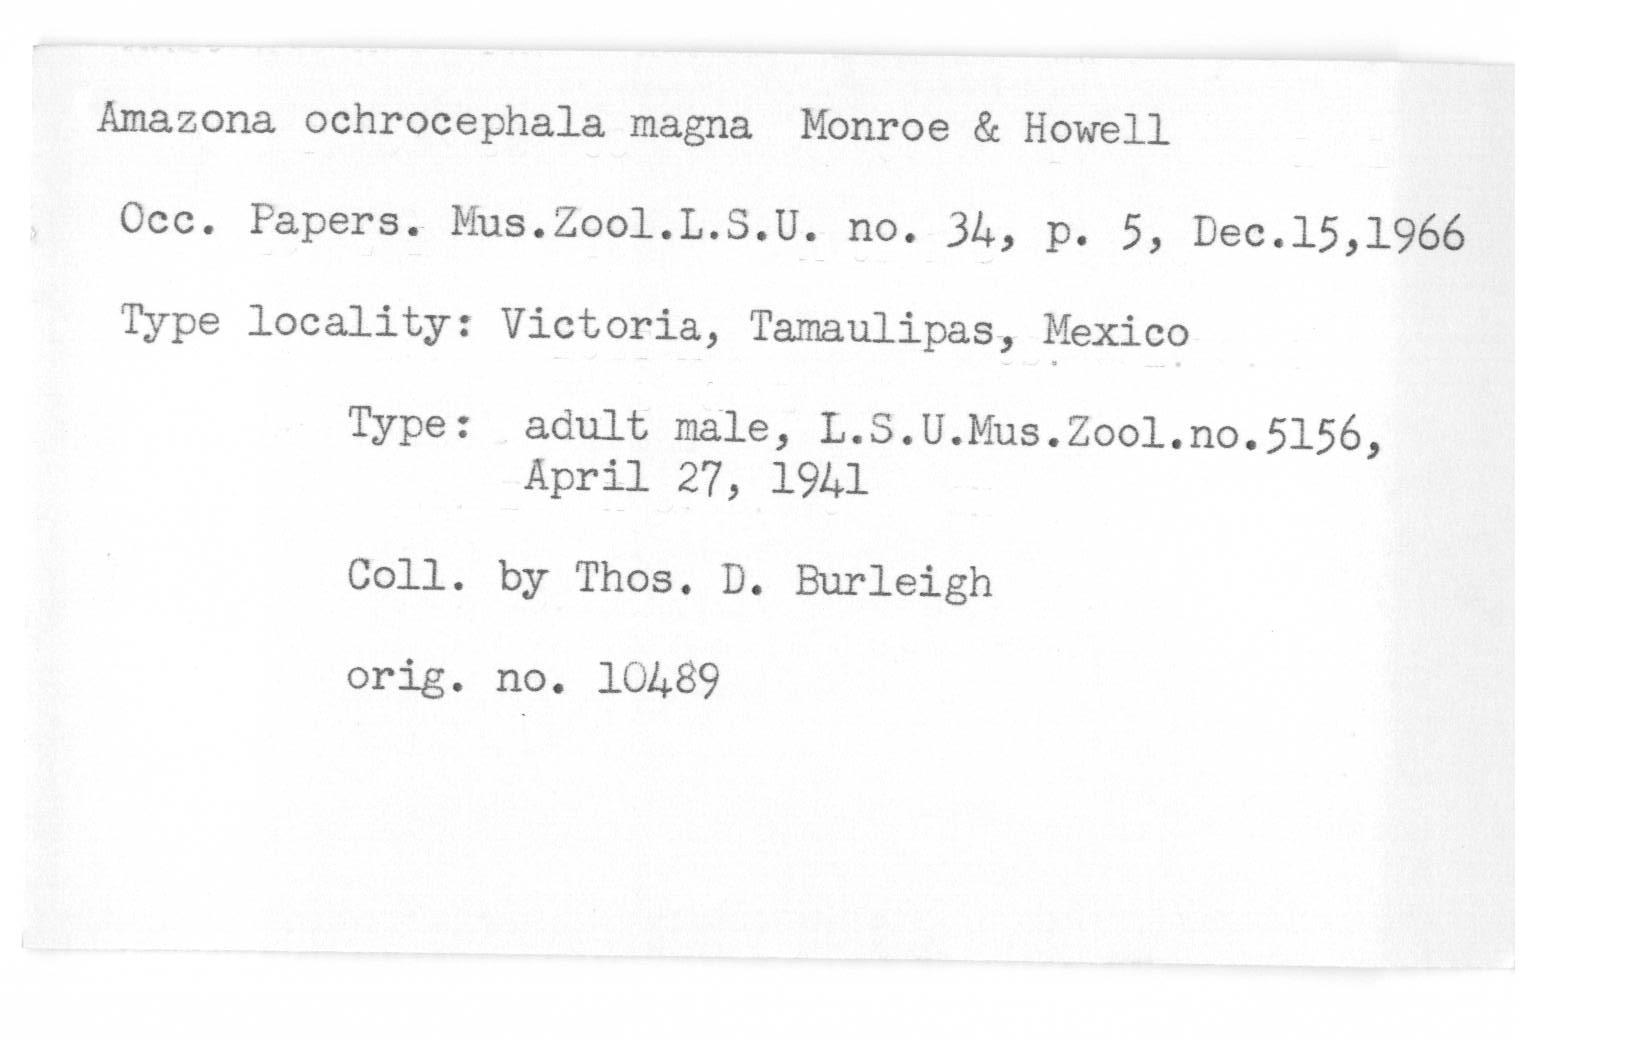 Amazona ochrocephala magna Monroe & Howell
Occ. Papers. Mus.Zool.L.S.U. no. 34, p. 5, Dec.15,1966
Type locality: Victoria, Tamaulipas, Mexico
Type: adult male, L.S.U.Mus.Zool.no.5156,
April 27, 1941
Coll. by Thos. D. Burleigh
orig. no. 10489